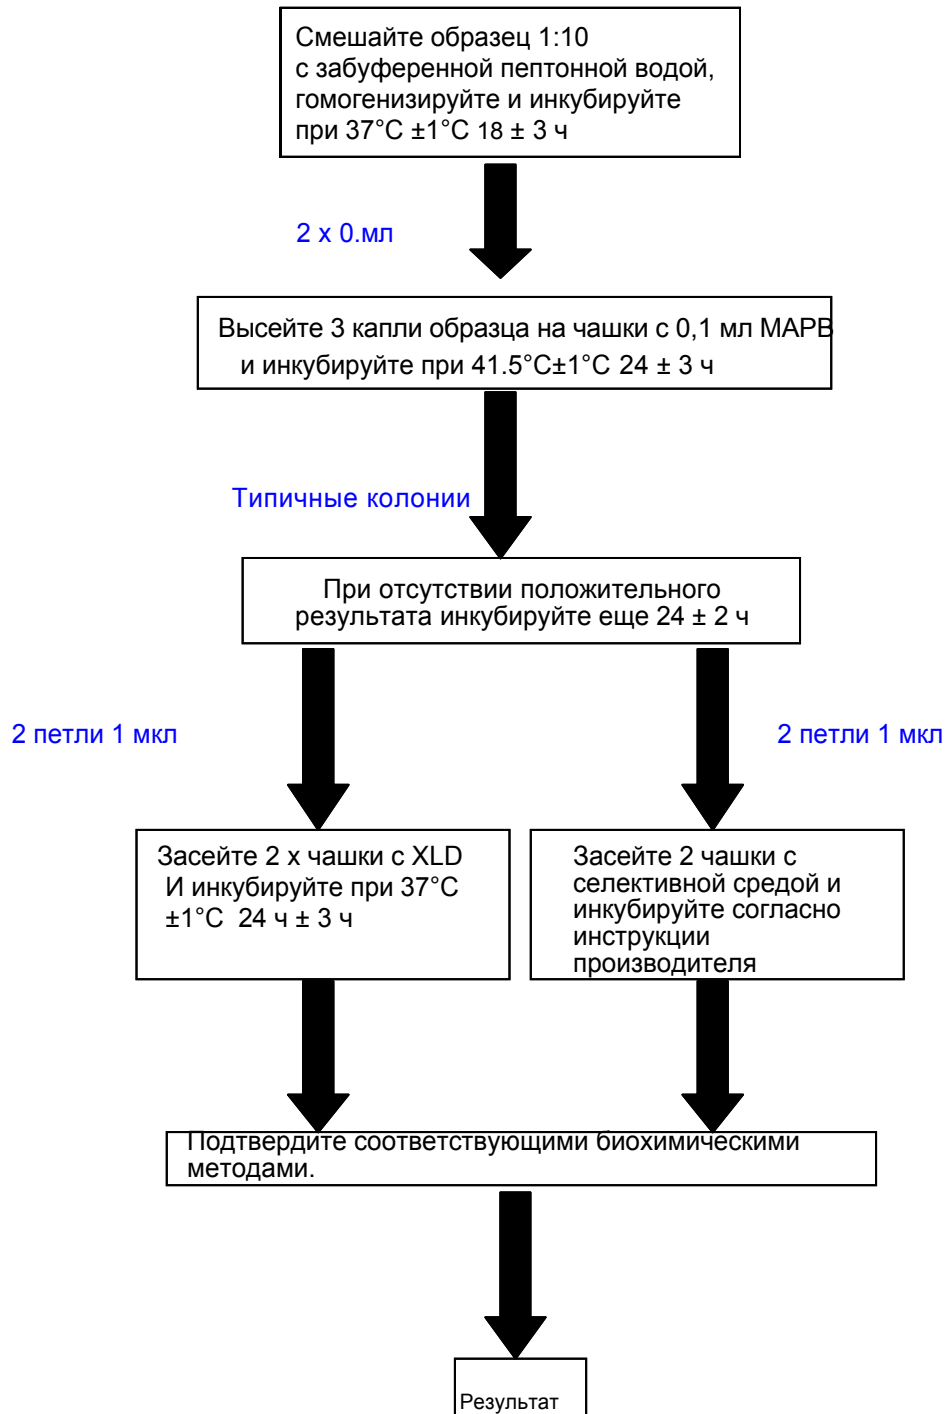 Смешайте образец 1:10
с забуференной пептонной водой,
гомогенизируйте и инкубируйте
при 37°C ±1°C 18 ± 3 ч
2 x 0.мл
Высейте 3 капли образца на чашки с 0,1 мл МАРВ
и инкубируйте при 41.5°C±1°C 24 ± 3 ч
Типичные колонии
При отсутствии положительного
результата инкубируйте еще 24 ± 2 ч
2 петли 1 мкл
2 петли 1 мкл
Засейте 2 х чашки с XLD
И инкубируйте при 37°C
±1°C 24 ч ± 3 ч
Засейте 2 чашки с
селективной средой и
инкубируйте согласно
инструкции
производителя
Подтвердите соответствующими биохимическими
методами.
Результат